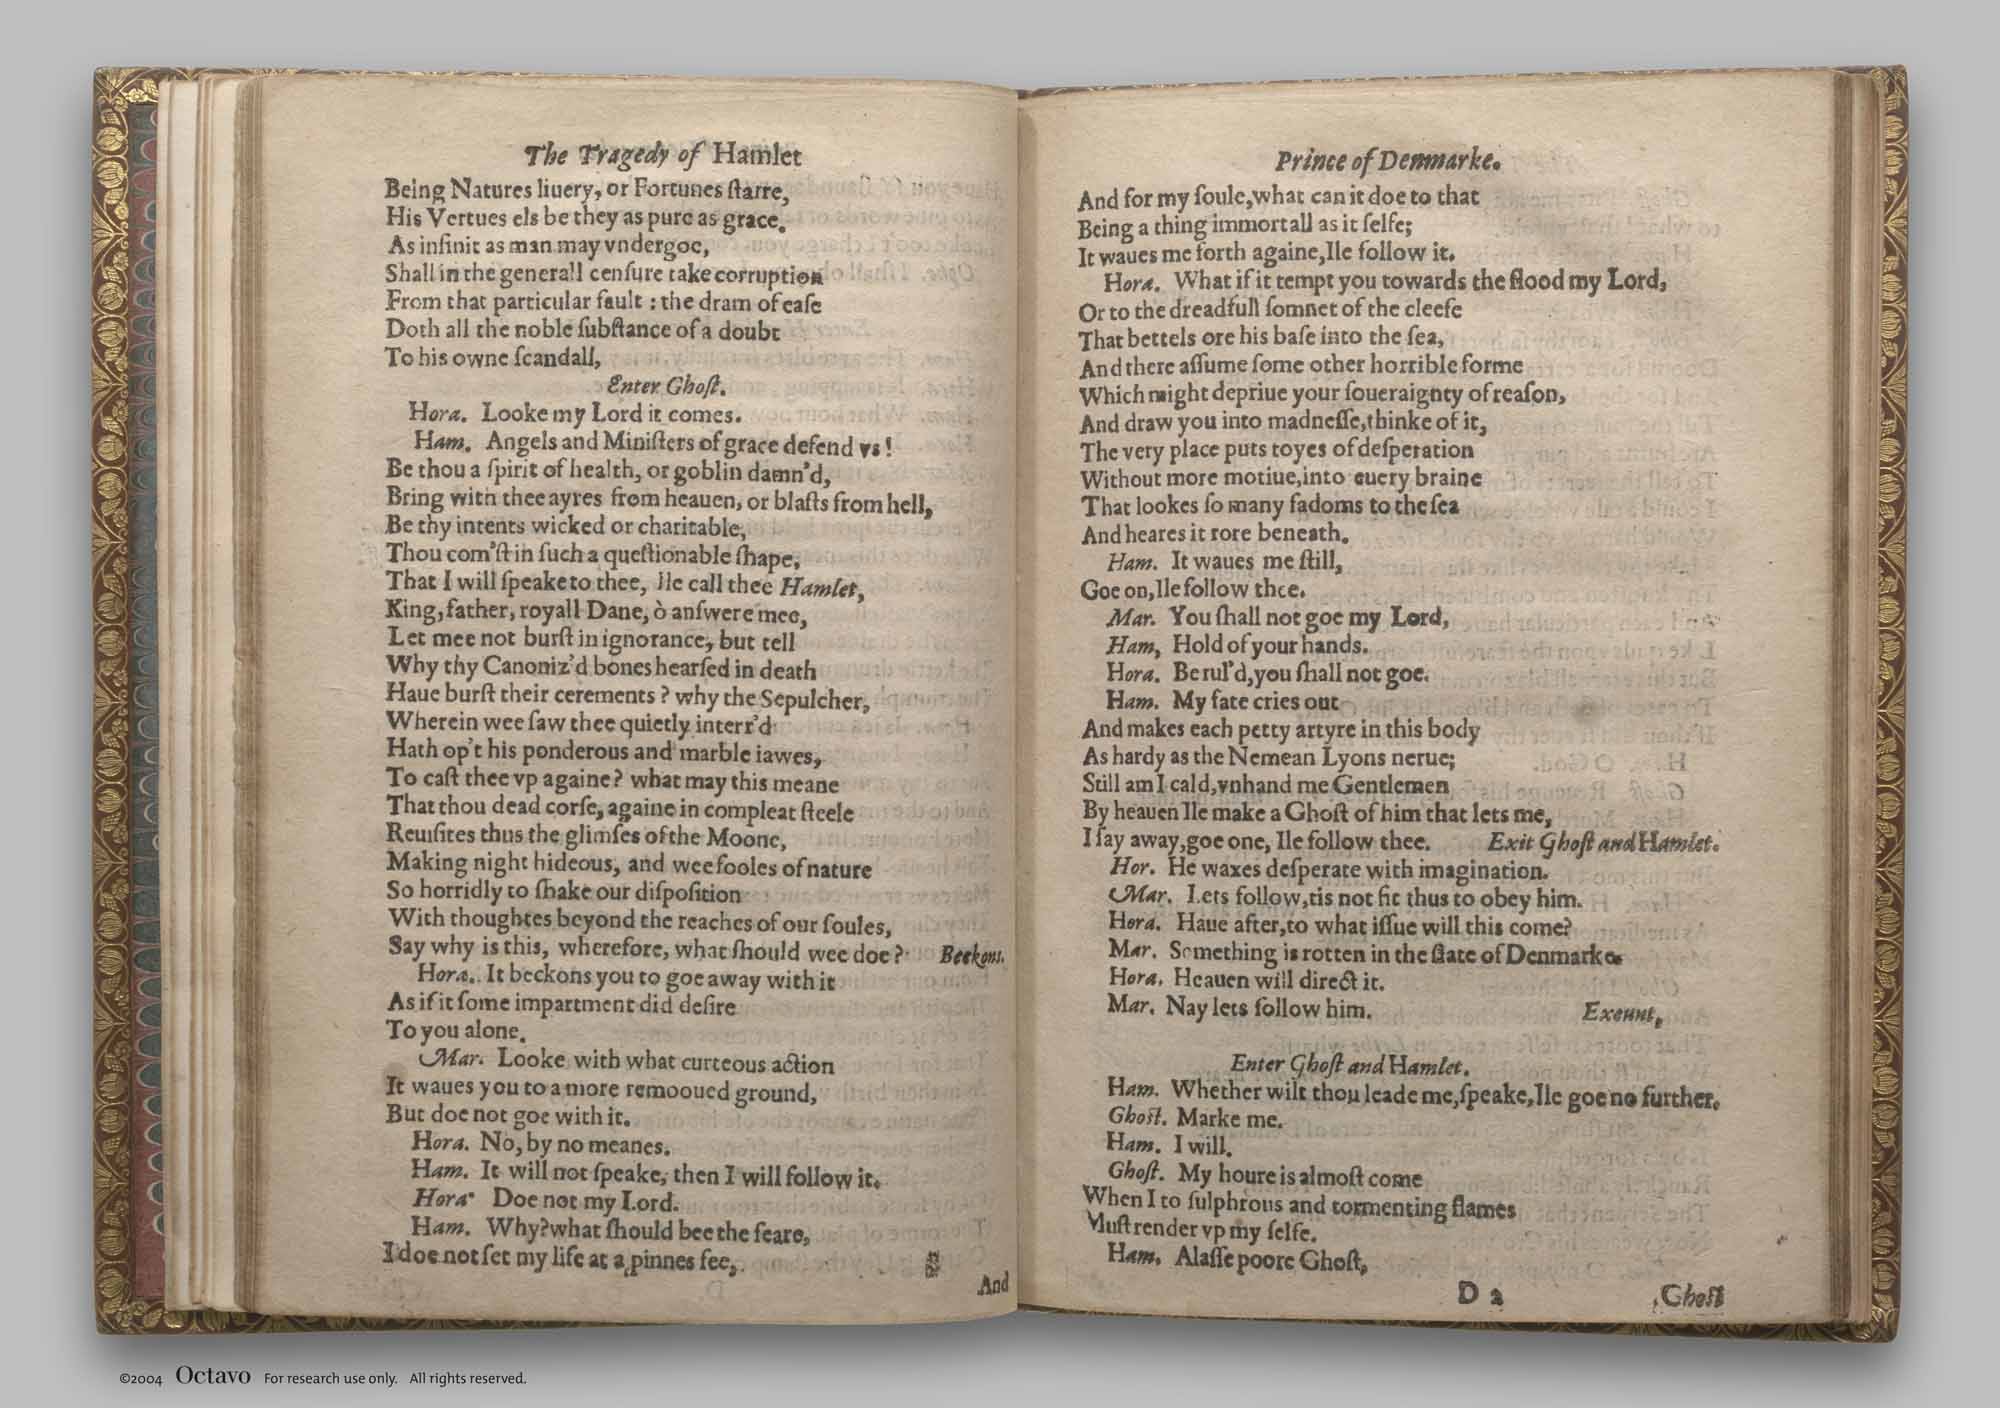 The Tragedy of Hamlet
Being Natures liuery, or Fortunes ſtarre,
His Vertues els be they as pure as grace,
As infinit as man may vndergoe,
Shall in the generall cenſure take corruption
From that particular fault : the dram of eaſe
Doth all the noble ſubſtance of a doubt
To his owne ſcandall,
Enter Ghoſt.
Hora. Looke my Lord it comes.
Ham. Angels and Miniſters of grace defend vs!
Be thou a ſpirit of health, or goblin damn'd,
Bring with thee ayres from heauen, or blaſts from hell,
Be thy intents wicked or charitable,
Thou com'ſt in ſuch a queſtionable ſhape,
That I will ſpeake to thee, Ile call thee Hamlet,
King, father, royall Dane, ò anſwere mee,
Let mee not burſt in ignorance, but tell
Why thy Canoniz'd bones hearſed in death
Haue burſt their cerements? why the Sepulcher,
Wherein wee ſaw thee quietly interr'd
Hath op't his ponderous and marble iawes,
To caſt thee vp againe? what may this meane
That thou dead corſe, againe in compleat ſteele
Reuiſites thus the glimſes of the Moone,
Making night hideous, and wee fooles of nature
So horridly to ſhake our diſpoſition
With thoughtes beyond the reaches of our ſoules,
Say why is this, wherefore, what ſhould wee doe? Beckons.
Hora. It beckons you to goe away with it
As if it ſome impartment did deſire
To you alone.
Mar. Looke with what curteous action
It waues you to a more remooued ground,
But doe not goe with it.
Hora. No, by no meanes.
Ham. It will not ſpeake, then I will follow it.
Hora. Doe not my Lord.
Ham. Why? what ſhould bee the feare,
I doe not ſet my life at a pinnes fee,
And
Prince of Denmarke.
And for my ſoule, what can it doe to that
Being a thing immortall as it ſelfe;
It waues me forth againe, Ile follow it.
Hora. What if it tempt you towards the flood my Lord,
Or to the dreadfull ſomnet of the cleefe
That bettels ore his baſe into the ſea,
And there aſſume ſome other horrible forme
Which might depriue your ſoueraignty of reaſon,
And draw you into madneſſe, thinke of it,
The very place puts toyes of deſperation
Without more motiue, into euery braine
That lookes ſo many fadoms to the ſea
And heares it rore beneath.
Ham. It waues me ſtill,
Goe on, Ile follow thee.
Mar. You ſhall not goe my Lord,
Ham, Hold of your hands.
Hora. Be rul'd, you ſhall not goe.
Ham. My fate cries out
And makes each petty artyre in this body
As hardy as the Nemean Lyons nerue;
Still am I cald, vnhand me Gentlemen
By heauen Ile make a Ghoſt of him that lets me,
I ſay away, goe one, Ile follow thee. Exit Ghoſt and Hamlet.
Hor. He waxes deſperate with imagination.
Mar. Lets follow, tis not fit thus to obey him.
Hora. Haue after, to what iſſue will this come?
Mar. Something is rotten in the ſtate of Denmarke.
Hora. Heauen will direct it.
Mar. Nay lets follow him. Exeunt,
Enter Ghoſt and Hamlet.
Ham. Whether wilt thou leade me, ſpeake, Ile goe no further.
Ghoſt. Marke me.
Ham. I will.
Ghoſt. My houre is almoſt come
When I to ſulphrous and tormenting flames
Muſt render vp my ſelfe.
Ham. Alaſſe poore Ghoſt,
D 2 Ghoſt
©2004 Octavo For research use only. All rights reserved.